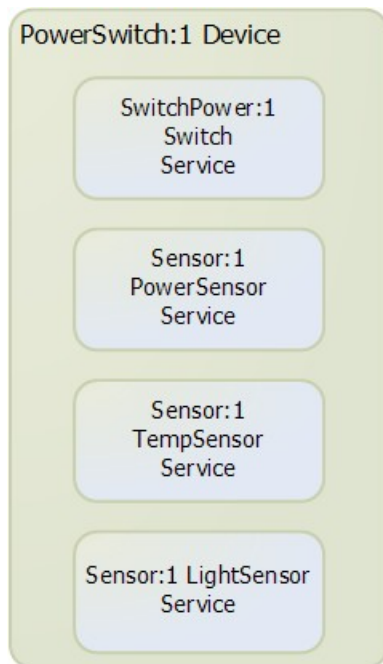 PowerSwitch:1 Device
SwitchPower:1
Switch
Service
Sensor:1
PowerSensor
Service
Sensor:1
TempSensor
Service
Sensor:1 LightSensor
Service